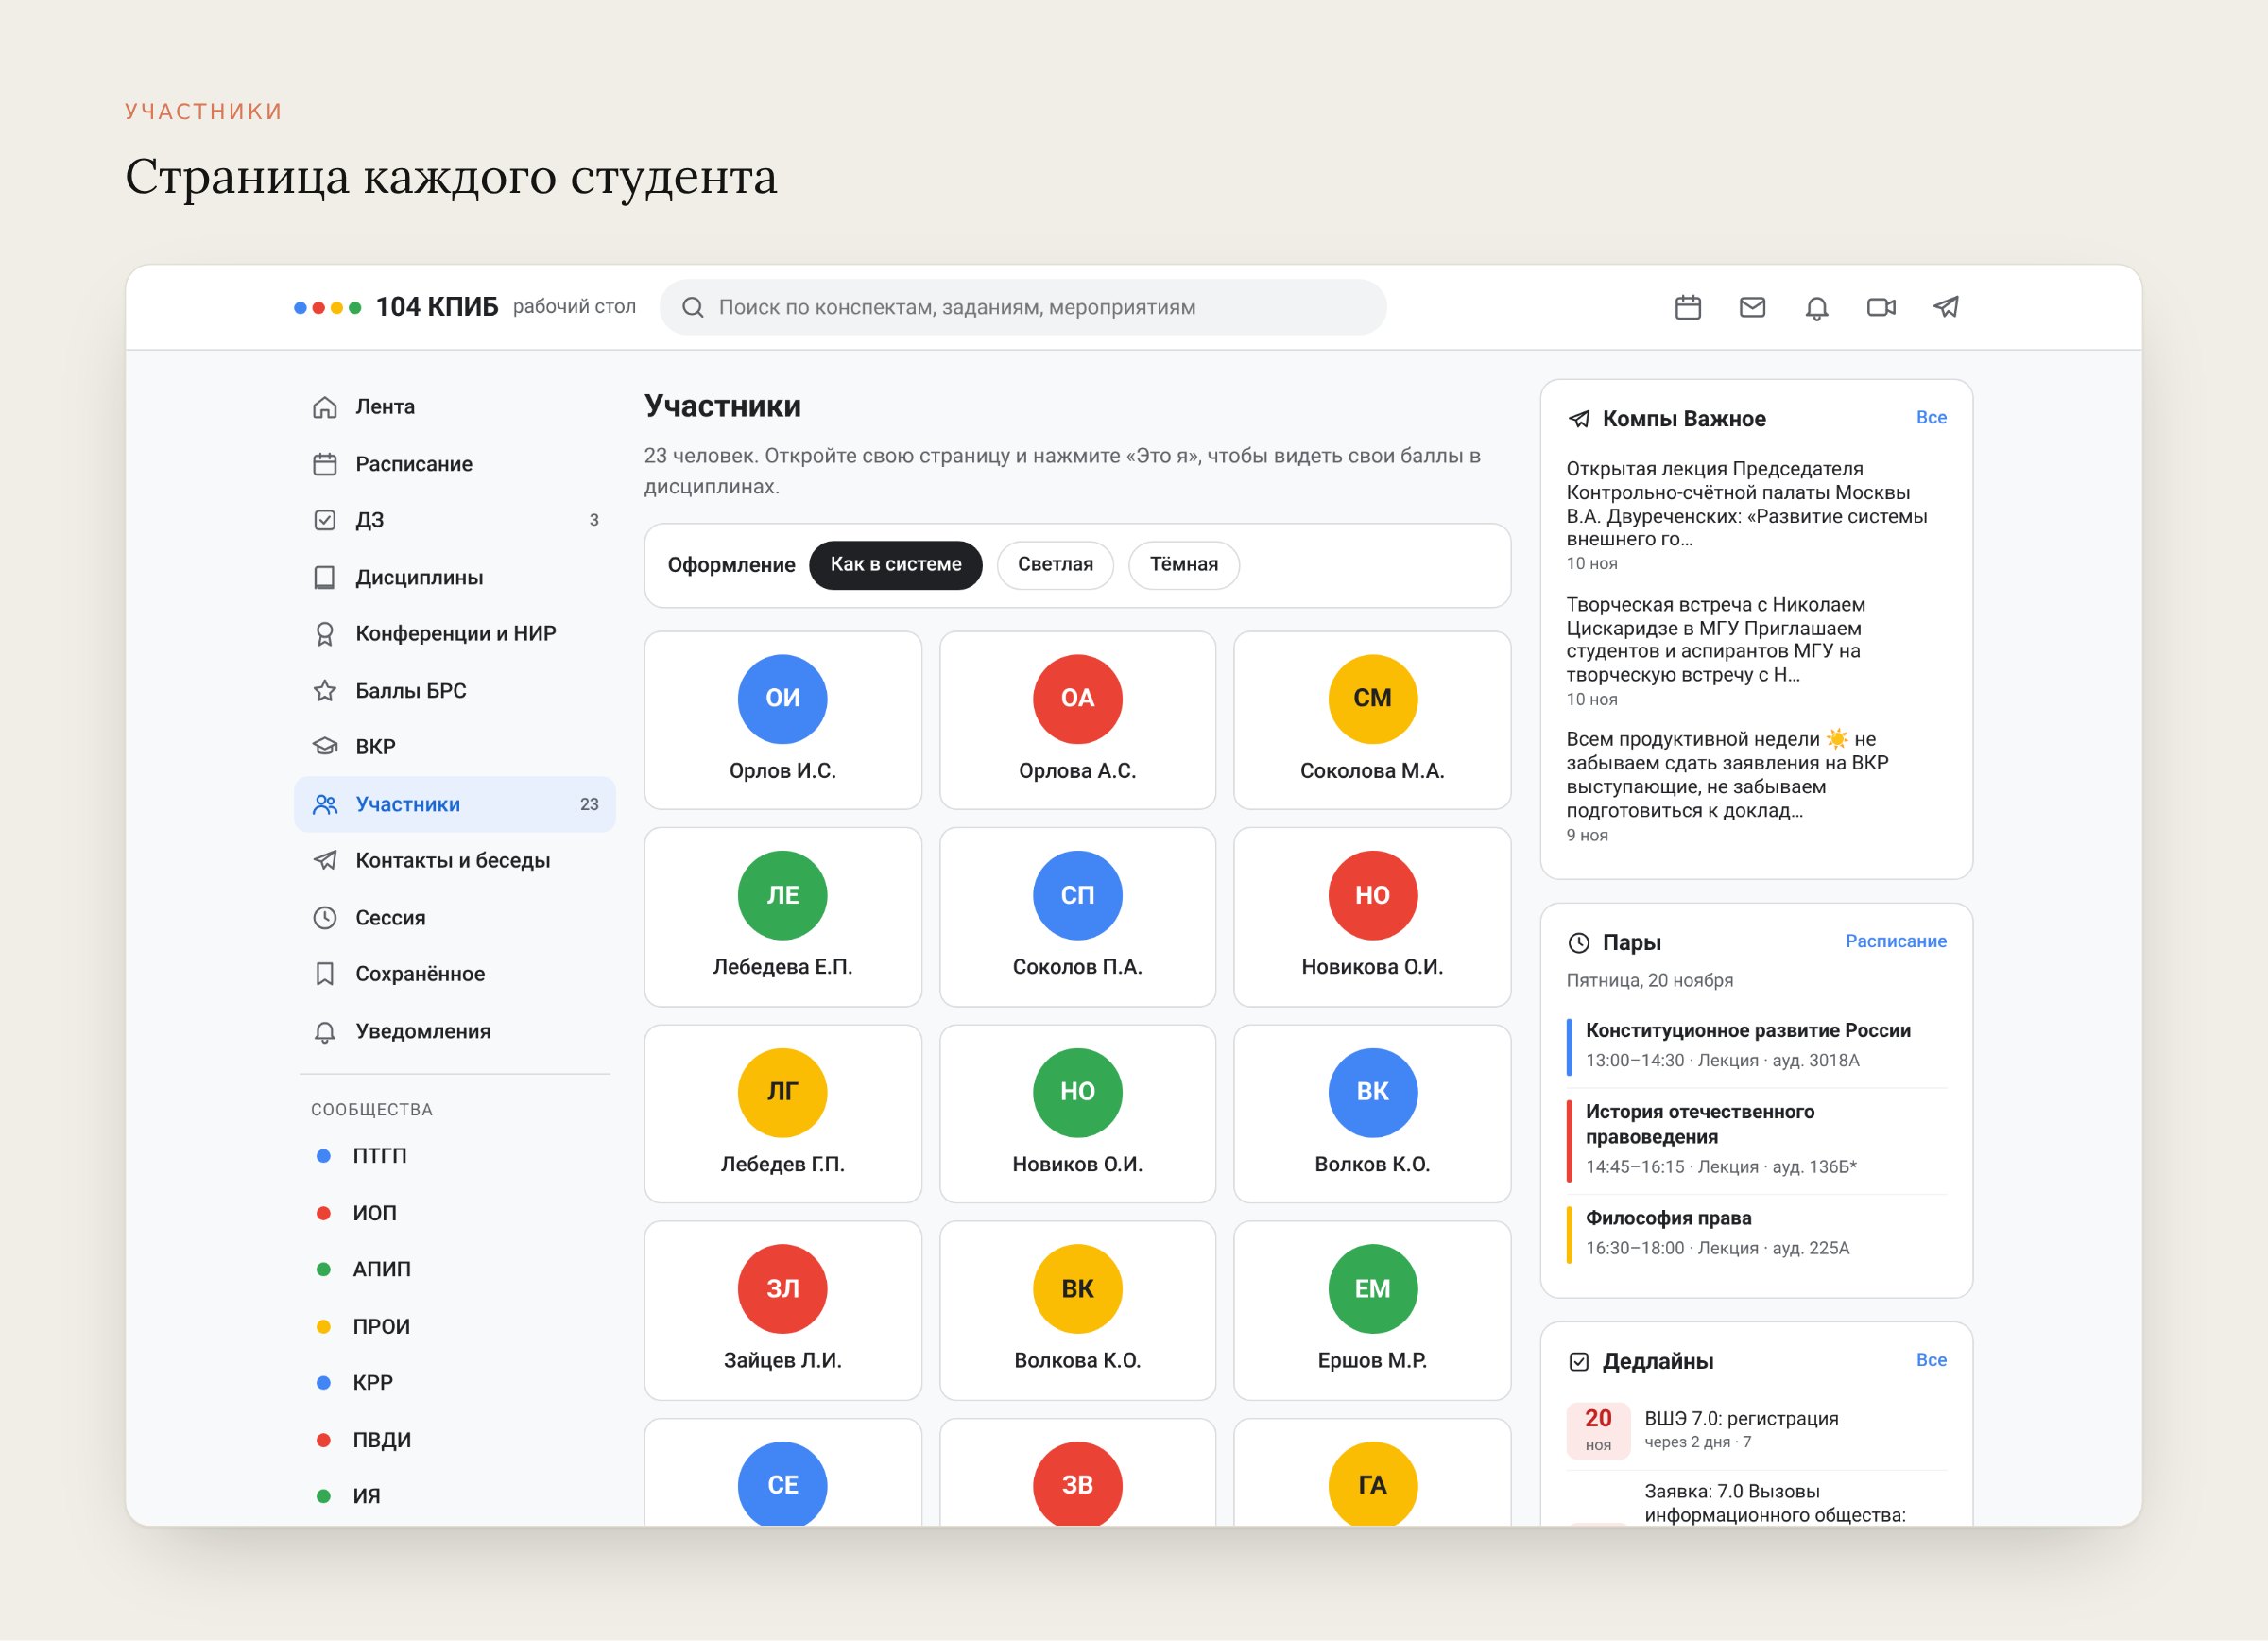 УЧАСТНИКИ
Страница каждого студента
104 КПИБ рабочий стол
Поиск по конспектам, заданиям, мероприятиям
Лента
Расписание
ДЗ 3
Дисциплины
Конференции и НИР
Баллы БРС
ВКР
Участники 23
Контакты и беседы
Сессия
Сохранённое
Уведомления
СООБЩЕСТВА
ПТГП
ИОП
АПИП
ПРОИ
КРР
ПВДИ
ИЯ
Участники
23 человек. Откройте свою страницу и нажмите «Это я», чтобы видеть свои баллы в
дисциплинах.
Оформление Как в системе Светлая Тёмная
ОИ
Орлов И.С.
ОА
Орлова А.С.
СМ
Соколова М.А.
ЛЕ
Лебедева Е.П.
СП
Соколов П.А.
НО
Новикова О.И.
ЛГ
Лебедев Г.П.
НО
Новиков О.И.
ВК
Волков К.О.
ЗЛ
Зайцев Л.И.
ВК
Волкова К.О.
ЕМ
Ершов М.Р.
СЕ
ЗВ
ГА
Компы Важное Все
Открытая лекция Председателя
Контрольно-счётной палаты Москвы
В.А. Двуреченских: «Развитие системы
внешнего го…
10 ноя
Творческая встреча с Николаем
Цискаридзе в МГУ Приглашаем
студентов и аспирантов МГУ на
творческую встречу с Н…
10 ноя
Всем продуктивной недели ☀️ не
забываем сдать заявления на ВКР
выступающие, не забываем
подготовиться к доклад…
9 ноя
Пары Расписание
Пятница, 20 ноября
Конституционное развитие России
13:00–14:30 · Лекция · ауд. 3018А
История отечественного
правоведения
14:45–16:15 · Лекция · ауд. 136Б*
Философия права
16:30–18:00 · Лекция · ауд. 225А
Дедлайны Все
20
ноя
ВШЭ 7.0: регистрация
через 2 дня · 7
Заявка: 7.0 Вызовы
информационного общества: